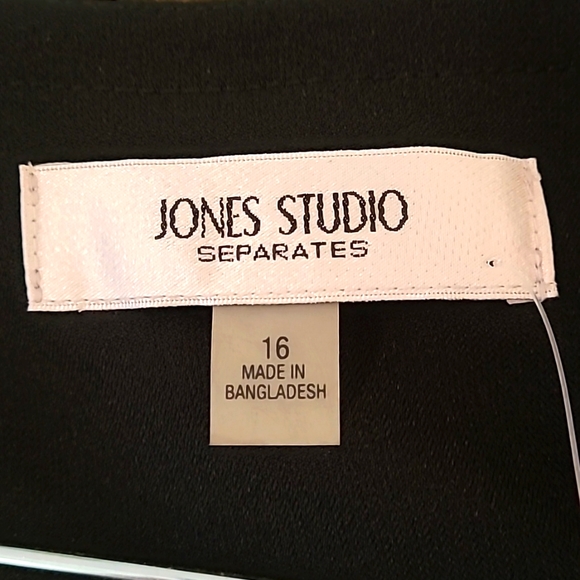 JONES STUDIO
SEPARATES
16
MADE IN
BANGLADESH